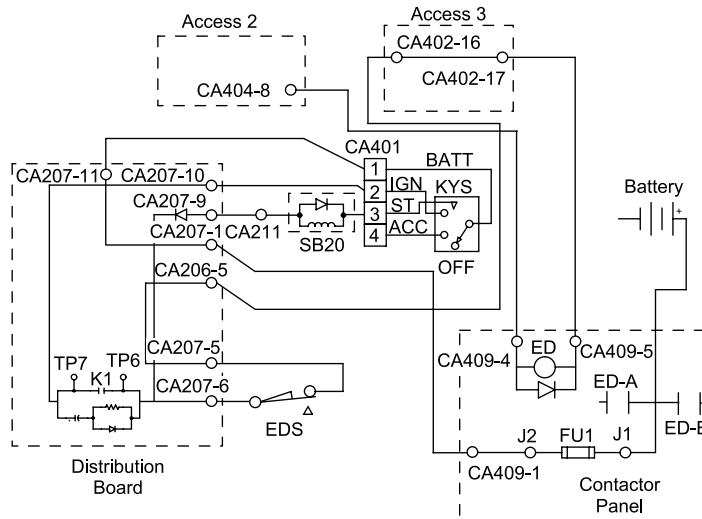 Access 2
Access 3
CA402-16
CA402-17
CA404-8
CA401
CA207-11
CA207-10
1
BATT
2
IGN
KYS
Battery
+
CA207-9
3
ST
CA207-1
CA211
SB20
4
ACC
OFF
CA206-5
CA207-5
CA409-4
ED
CA409-5
TP7
TP6
K1
CA207-6
ED-A
EDS
ED-B
J2
FU1
J1
CA409-1
Distribution
Board
Contactor
Panel